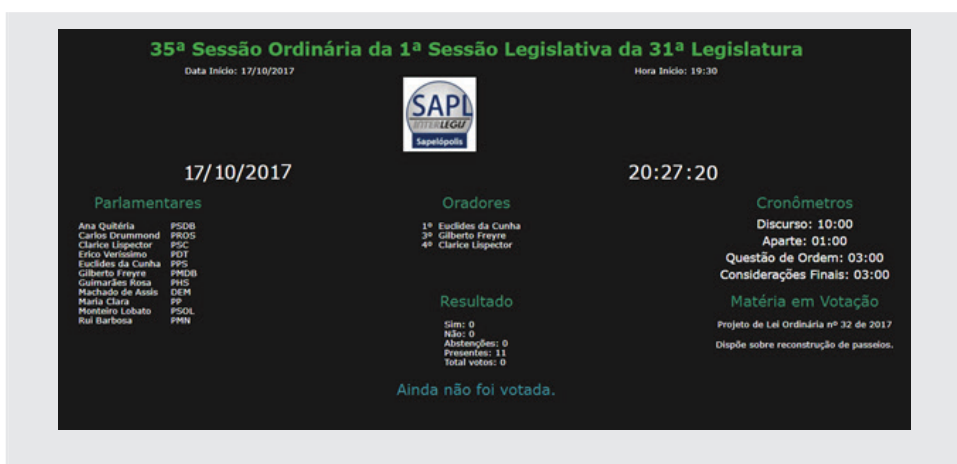 35ª Sessão Ordinária da 1ª Sessão Legislativa da 31ª Legislatura
Data Início: 17/10/2017
Hora Início: 19:30
SAPL
INTERLEGIS
Sapelópolis
17/10/2017
20:27:20
Parlamentares
Ana Quitéria PSDB
Carlos Drummond PROS
Clarice Lispector PSC
Erico Veríssimo PDT
Euclides da Cunha PPS
Gilberto Freyre PMDB
Guimarães Rosa PHS
Machado de Assis DEM
Maria Clara PP
Monteiro Lobato PSOL
Rui Barbosa PMN
Oradores
1º Euclides da Cunha
3º Gilberto Freyre
4º Clarice Lispector
Resultado
Sim: 0
Não: 0
Abstenções: 0
Presentes: 11
Total votos: 0
Ainda não foi votada.
Cronômetros
Discurso: 10:00
Aparte: 01:00
Questão de Ordem: 03:00
Considerações Finais: 03:00
Matéria em Votação
Projeto de Lei Ordinária nº 32 de 2017
Dispõe sobre reconstrução de passeios.